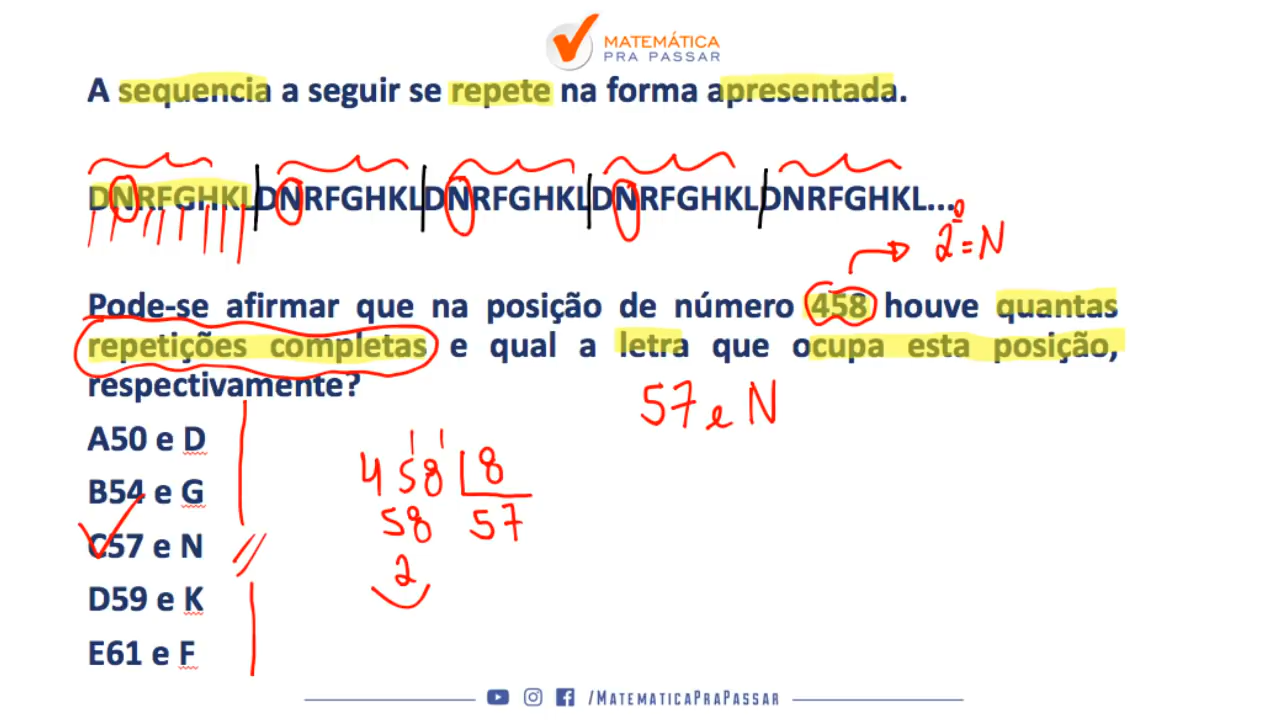 MATEMÁTICA
PRA PASSAR
A sequencia a seguir se repete na forma apresentada.
DNRFGHKLDNRFGHKLDNRFGHKLDNRFGHKLDNRFGHKL...
2º=N
Pode-se afirmar que na posição de número 458 houve quantas
repetições completas e qual a letra que ocupa esta posição,
respectivamente?
57 e N
A50 e D
458 8
B54 e G
58 57
C57 e N
2
D59 e K
E61 e F
/MatematicaPraPassar